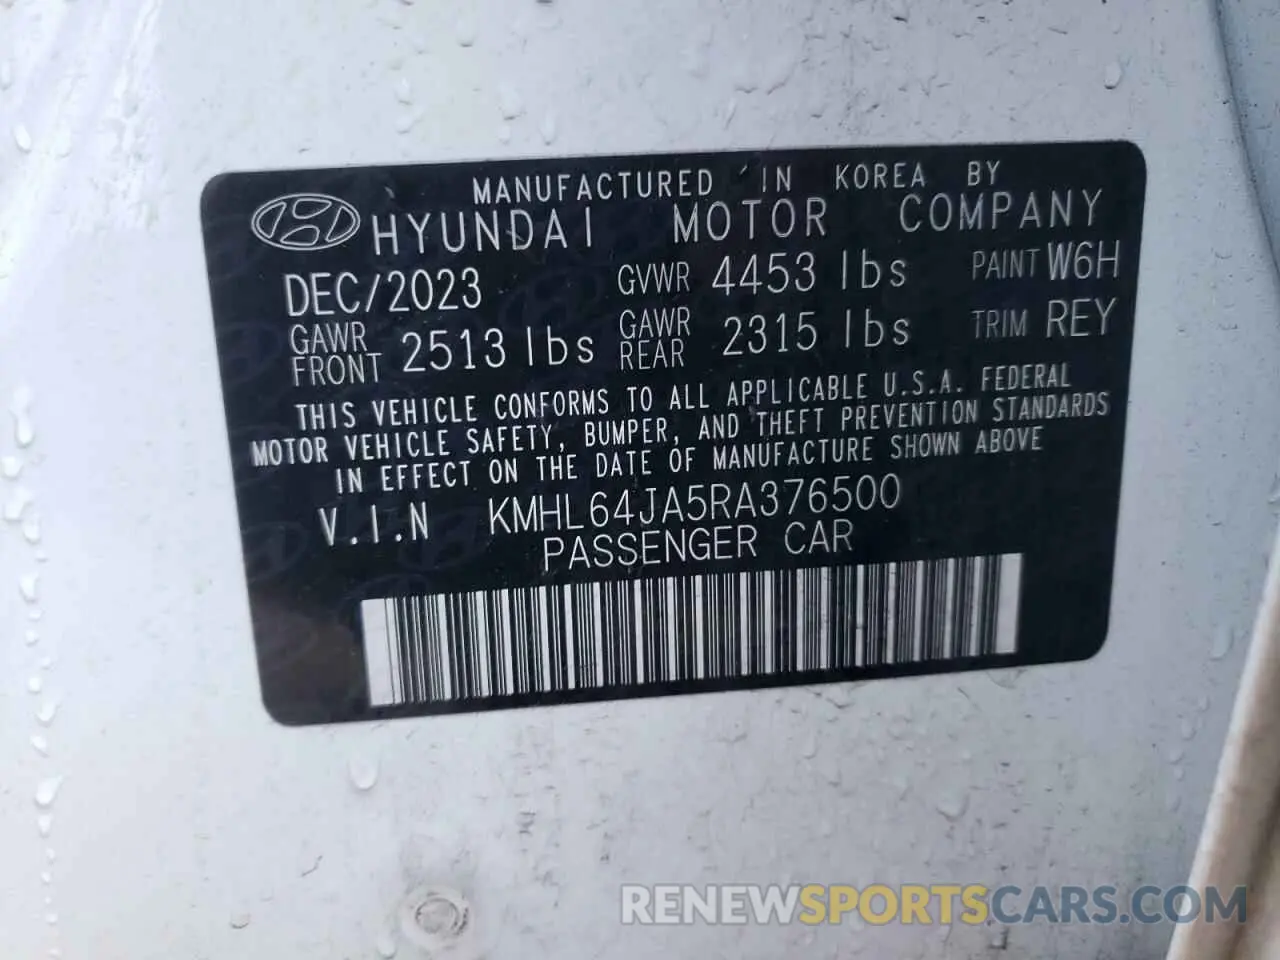 MANUFACTURED IN KOREA BY
HYUNDAI MOTOR COMPANY
DEC/2023 GVWR 4453 lbs PAINT W6H
GAWR FRONT 2513 lbs GAWR REAR 2315 lbs TRIM REY
THIS VEHICLE CONFORMS TO ALL APPLICABLE U.S.A. FEDERAL
MOTOR VEHICLE SAFETY, BUMPER, AND THEFT PREVENTION STANDARDS
IN EFFECT ON THE DATE OF MANUFACTURE SHOWN ABOVE
V.I.N KMHL64JA5RA376500
PASSENGER CAR
RENEWSPORTSCARS.COM